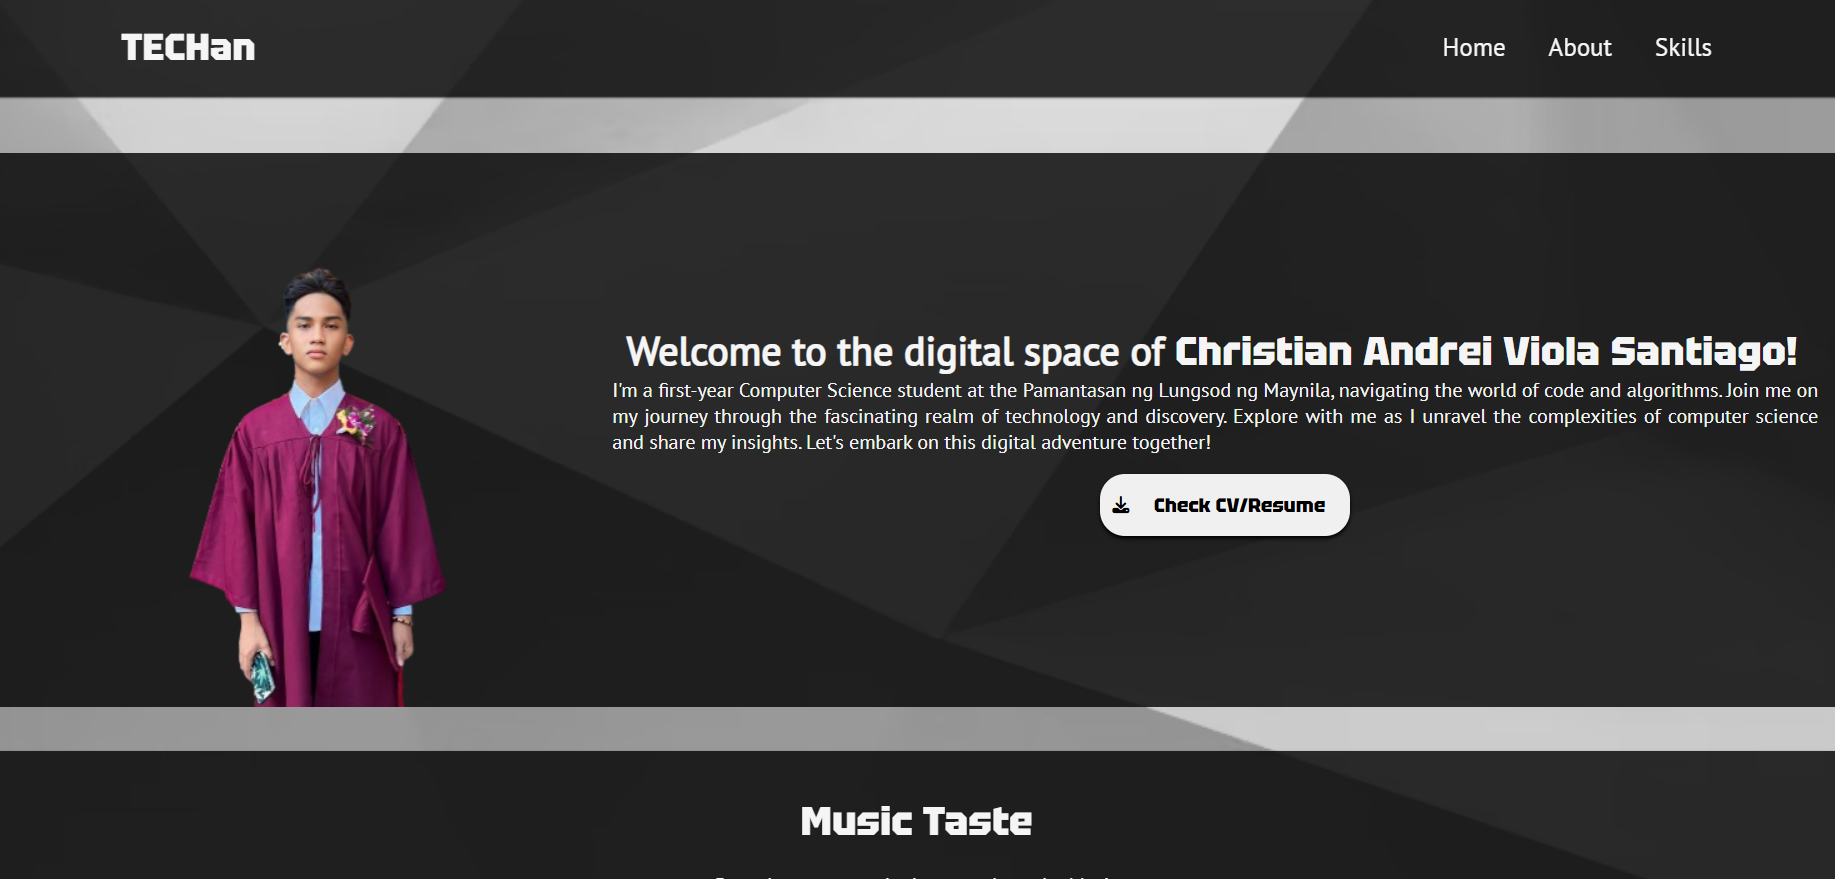 TECHan
Home About Skills
Welcome to the digital space of Christian Andrei Viola Santiago!
I'm a first-year Computer Science student at the Pamantasan ng Lungsod ng Maynila, navigating the world of code and algorithms. Join me on
my journey through the fascinating realm of technology and discovery. Explore with me as I unravel the complexities of computer science
and share my insights. Let's embark on this digital adventure together!
Check CV/Resume
Music Taste